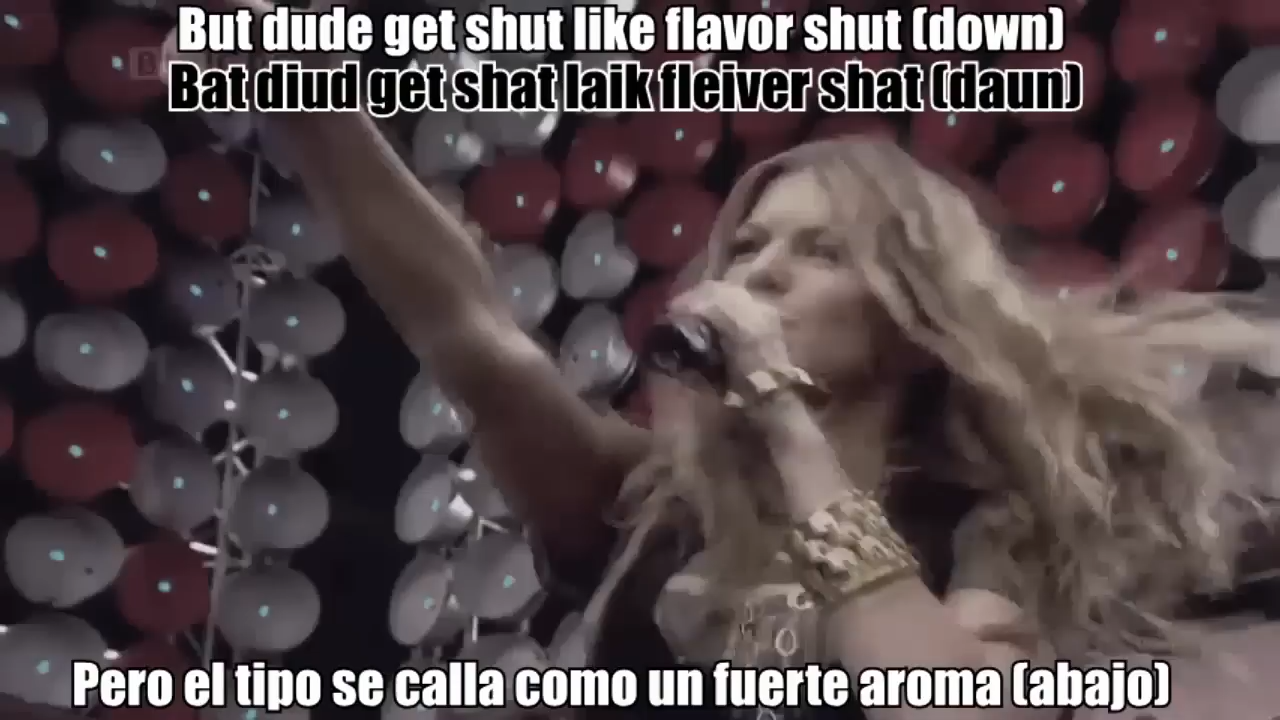 But dude get shut like flavor shut (down)
Bat diud get shat laik fleiver shat (daun)
Pero el tipo se calla como un fuerte aroma (abajo)